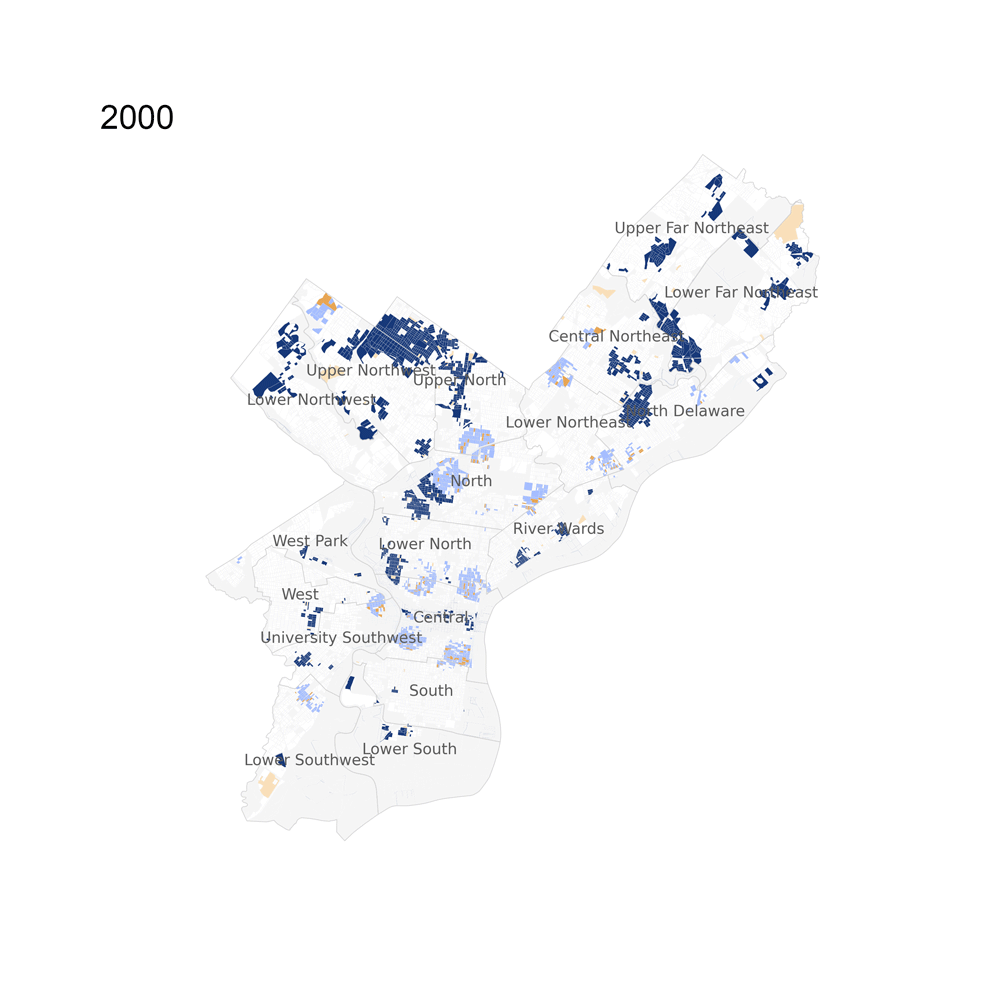 2000
Upper Far Northeast
Lower Far Northeast
Central Northeast
Upper Northwest
Upper North
Lower Northwest
North Delaware
Lower Northeast
North
River Wards
West Park
Lower North
West
Central
University Southwest
South
Lower South
Lower Southwest